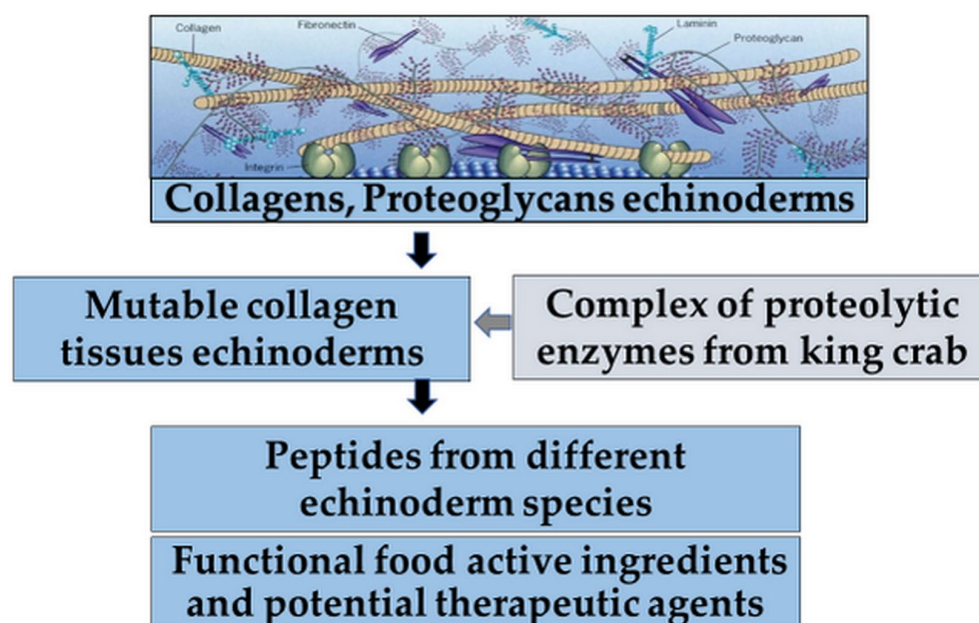 Collagen
Fibronectin
Laminin
Proteoglycan
Integrin
Collagens, Proteoglycans echinoderms
Mutable collagen
tissues echinoderms
Complex of proteolytic
enzymes from king crab
Peptides from different
echinoderm species
Functional food active ingredients
and potential therapeutic agents